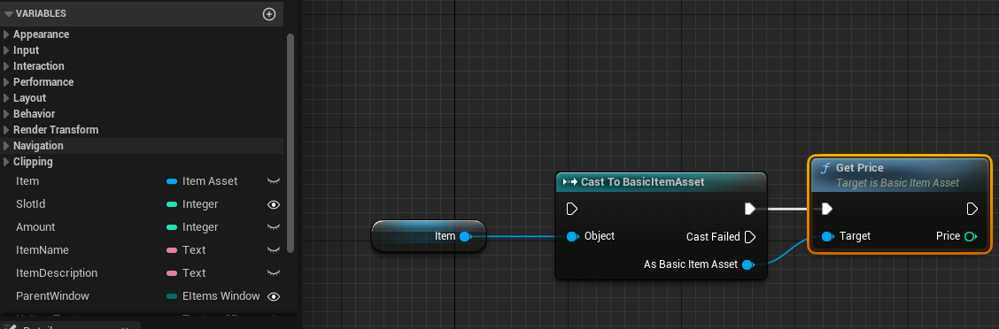 VARIABLES
Appearance
Input
Interaction
Performance
Layout
Behavior
Render Transform
Navigation
Clipping
Item Item Asset
SlotId Integer
Amount Integer
ItemName Text
ItemDescription Text
ParentWindow EItems Window
Item
Cast To BasicItemAsset
Object
Cast Failed
As Basic Item Asset
f Get Price
Target is Basic Item Asset
Target Price